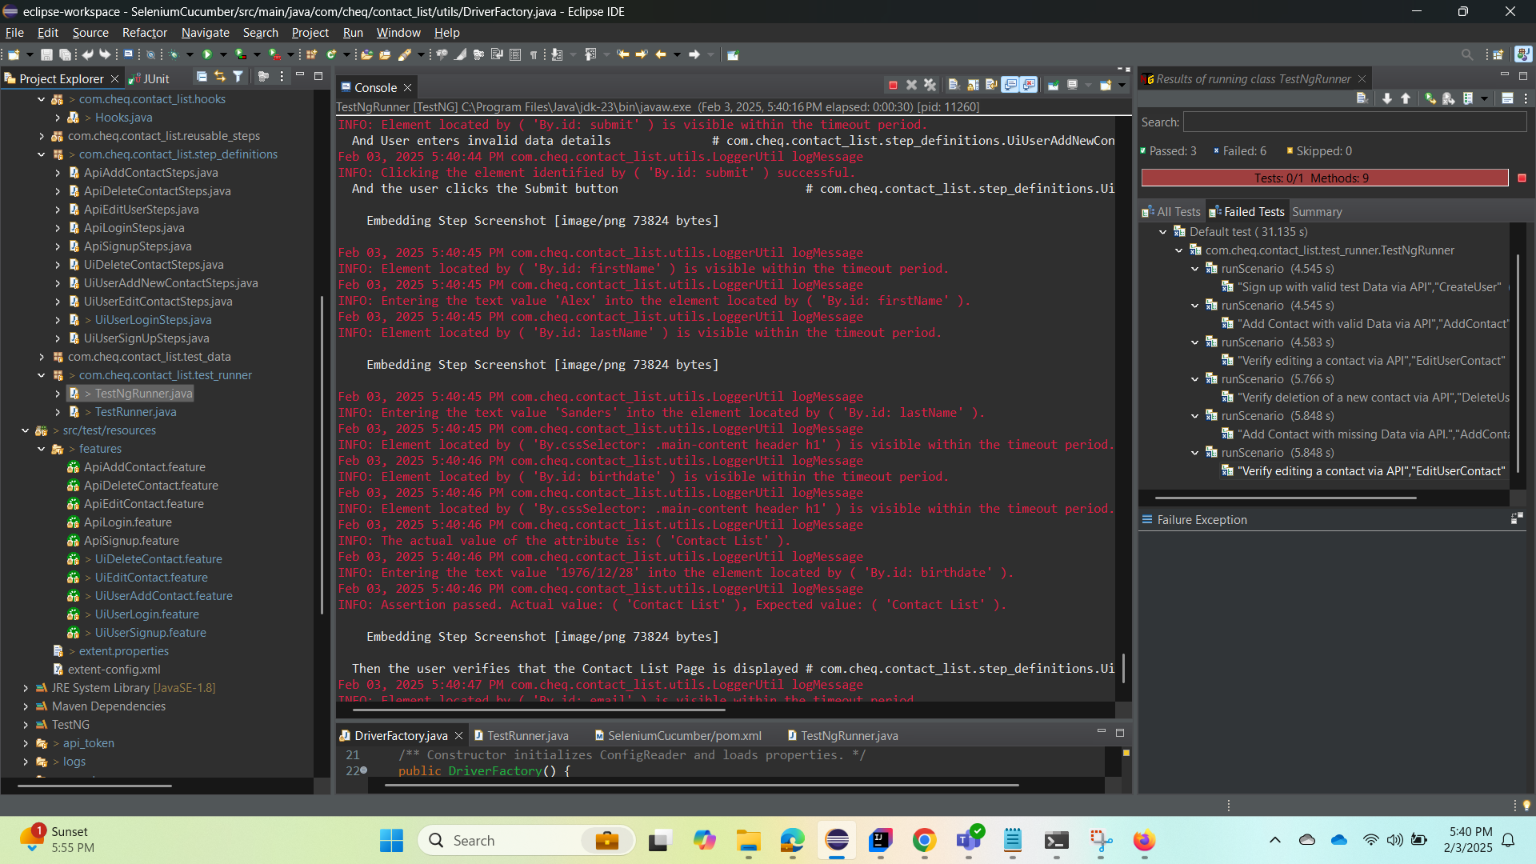 eclipse-workspace - SeleniumCucumber/src/main/java/com/cheq/contact_list/utils/DriverFactory.java - Eclipse IDE
File Edit Source Refactor Navigate Search Project Run Window Help
Project Explorer
JUnit
> com.cheq.contact_list.hooks
> Hooks.java
com.cheq.contact_list.reusable_steps
> com.cheq.contact_list.step_definitions
ApiAddContactSteps.java
ApiDeleteContactSteps.java
ApiEditUserSteps.java
ApiLoginSteps.java
ApiSignupSteps.java
UiDeleteContactSteps.java
UiUserAddNewContactSteps.java
UiUserEditContactSteps.java
> UiUserLoginSteps.java
UiUserSignUpSteps.java
com.cheq.contact_list.test_data
> com.cheq.contact_list.test_runner
> TestNgRunner.java
> TestRunner.java
> src/test/resources
> features
ApiAddContact.feature
ApiDeleteContact.feature
ApiEditContact.feature
ApiLogin.feature
ApiSignup.feature
> UiDeleteContact.feature
> UiEditContact.feature
> UiUserAddContact.feature
> UiUserLogin.feature
> UiUserSignup.feature
> extent.properties
extent-config.xml
JRE System Library [JavaSE-1.8]
Maven Dependencies
TestNG
> api_token
> logs
Console
TestNgRunner [TestNG] C:\Program Files\Java\jdk-23\bin\javaw.exe (Feb 3, 2025, 5:40:16 PM elapsed: 0:00:30) [pid: 11260]
INFO: Element located by ( 'By.id: submit' ) is visible within the timeout period.
And User enters invalid data details # com.cheq.contact_list.step_definitions.UiUserAddNewCon
Feb 03, 2025 5:40:44 PM com.cheq.contact_list.utils.LoggerUtil logMessage
INFO: Clicking the element identified by ( 'By.id: submit' ) successful.
And the user clicks the Submit button # com.cheq.contact_list.step_definitions.Ui
Embedding Step Screenshot [image/png 73824 bytes]
Feb 03, 2025 5:40:45 PM com.cheq.contact_list.utils.LoggerUtil logMessage
INFO: Element located by ( 'By.id: firstName' ) is visible within the timeout period.
Feb 03, 2025 5:40:45 PM com.cheq.contact_list.utils.LoggerUtil logMessage
INFO: Entering the text value 'Alex' into the element located by ( 'By.id: firstName' ).
Feb 03, 2025 5:40:45 PM com.cheq.contact_list.utils.LoggerUtil logMessage
INFO: Element located by ( 'By.id: lastName' ) is visible within the timeout period.
Embedding Step Screenshot [image/png 73824 bytes]
Feb 03, 2025 5:40:45 PM com.cheq.contact_list.utils.LoggerUtil logMessage
INFO: Entering the text value 'Sanders' into the element located by ( 'By.id: lastName' ).
Feb 03, 2025 5:40:45 PM com.cheq.contact_list.utils.LoggerUtil logMessage
INFO: Element located by ( 'By.cssSelector: .main-content header h1' ) is visible within the timeout period.
Feb 03, 2025 5:40:46 PM com.cheq.contact_list.utils.LoggerUtil logMessage
INFO: Element located by ( 'By.id: birthdate' ) is visible within the timeout period.
Feb 03, 2025 5:40:46 PM com.cheq.contact_list.utils.LoggerUtil logMessage
INFO: Element located by ( 'By.cssSelector: .main-content header h1' ) is visible within the timeout period.
Feb 03, 2025 5:40:46 PM com.cheq.contact_list.utils.LoggerUtil logMessage
INFO: The actual value of the attribute is: ( 'Contact List' ).
Feb 03, 2025 5:40:46 PM com.cheq.contact_list.utils.LoggerUtil logMessage
INFO: Entering the text value '1976/12/28' into the element located by ( 'By.id: birthdate' ).
Feb 03, 2025 5:40:46 PM com.cheq.contact_list.utils.LoggerUtil logMessage
INFO: Assertion passed. Actual value: ( 'Contact List' ), Expected value: ( 'Contact List' ).
Embedding Step Screenshot [image/png 73824 bytes]
Then the user verifies that the Contact List Page is displayed # com.cheq.contact_list.step_definitions.Ui
Feb 03, 2025 5:40:47 PM com.cheq.contact_list.utils.LoggerUtil logMessage
INFO: Element located by ( 'By.id: email' ) is visible within the timeout period.
DriverFactory.java TestRunner.java SeleniumCucumber/pom.xml TestNgRunner.java
21 /** Constructor initializes ConfigReader and loads properties. */
22 public DriverFactory() {
Results of running class TestNgRunner
Search:
Passed: 3 Failed: 6 Skipped: 0
Tests: 0/1 Methods: 9
All Tests Failed Tests Summary
Default test ( 31.135 s)
com.cheq.contact_list.test_runner.TestNgRunner
runScenario (4.545 s)
"Sign up with valid test Data via API","CreateUser"
runScenario (4.545 s)
"Add Contact with valid Data via API","AddContact"
runScenario (4.583 s)
"Verify editing a contact via API","EditUserContact"
runScenario (5.766 s)
"Verify deletion of a new contact via API","DeleteUs
runScenario (5.848 s)
"Add Contact with missing Data via API.","AddConta
runScenario (5.848 s)
"Verify editing a contact via API","EditUserContact"
Failure Exception
1
Sunset
5:55 PM
Search
5:40 PM
2/3/2025